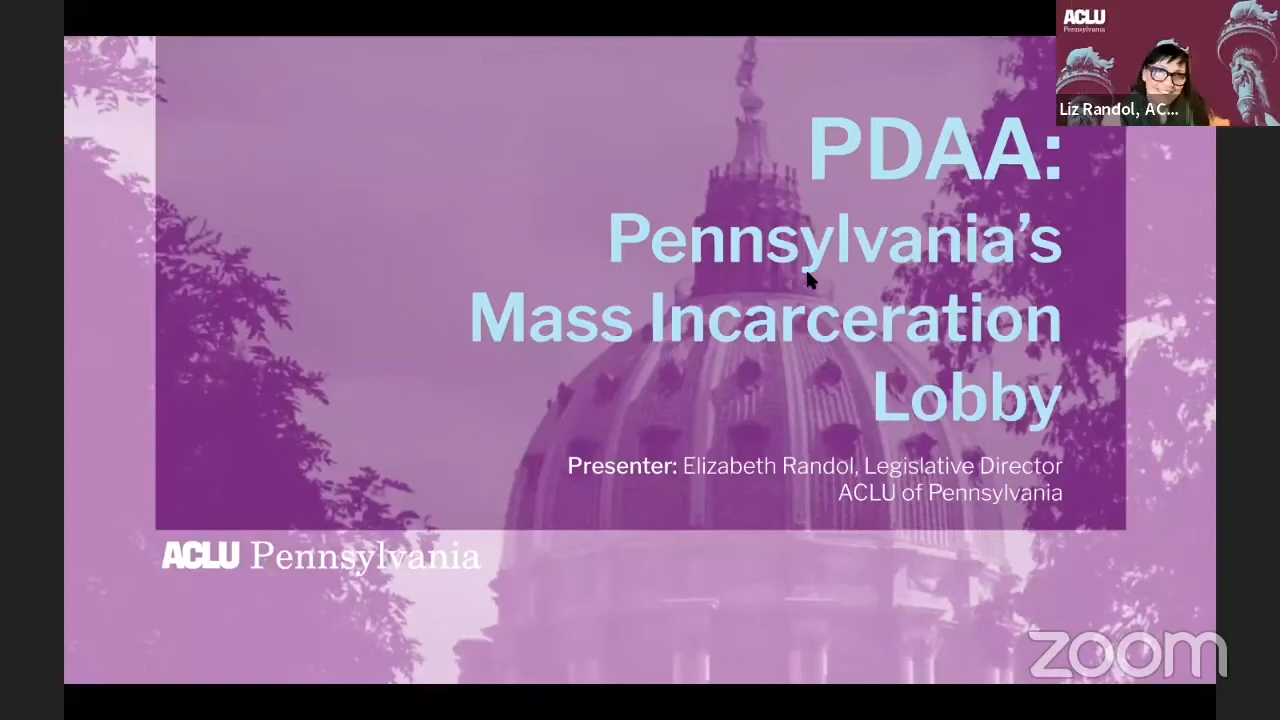 ACLU
Pennsylvania
Liz Randol, AC...
PDAA:
Pennsylvania’s
Mass Incarceration
Lobby
Presenter: Elizabeth Randol, Legislative Director
ACLU of Pennsylvania
ACLU Pennsylvania
zoom